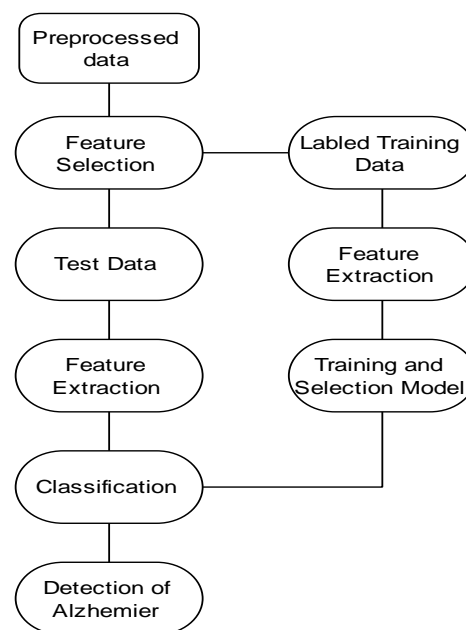 Preprocessed
data
Feature
Selection
Labled Training
Data
Test Data
Feature
Extraction
Feature
Extraction
Training and
Selection Model
Classification
Detection of
Alzhemier